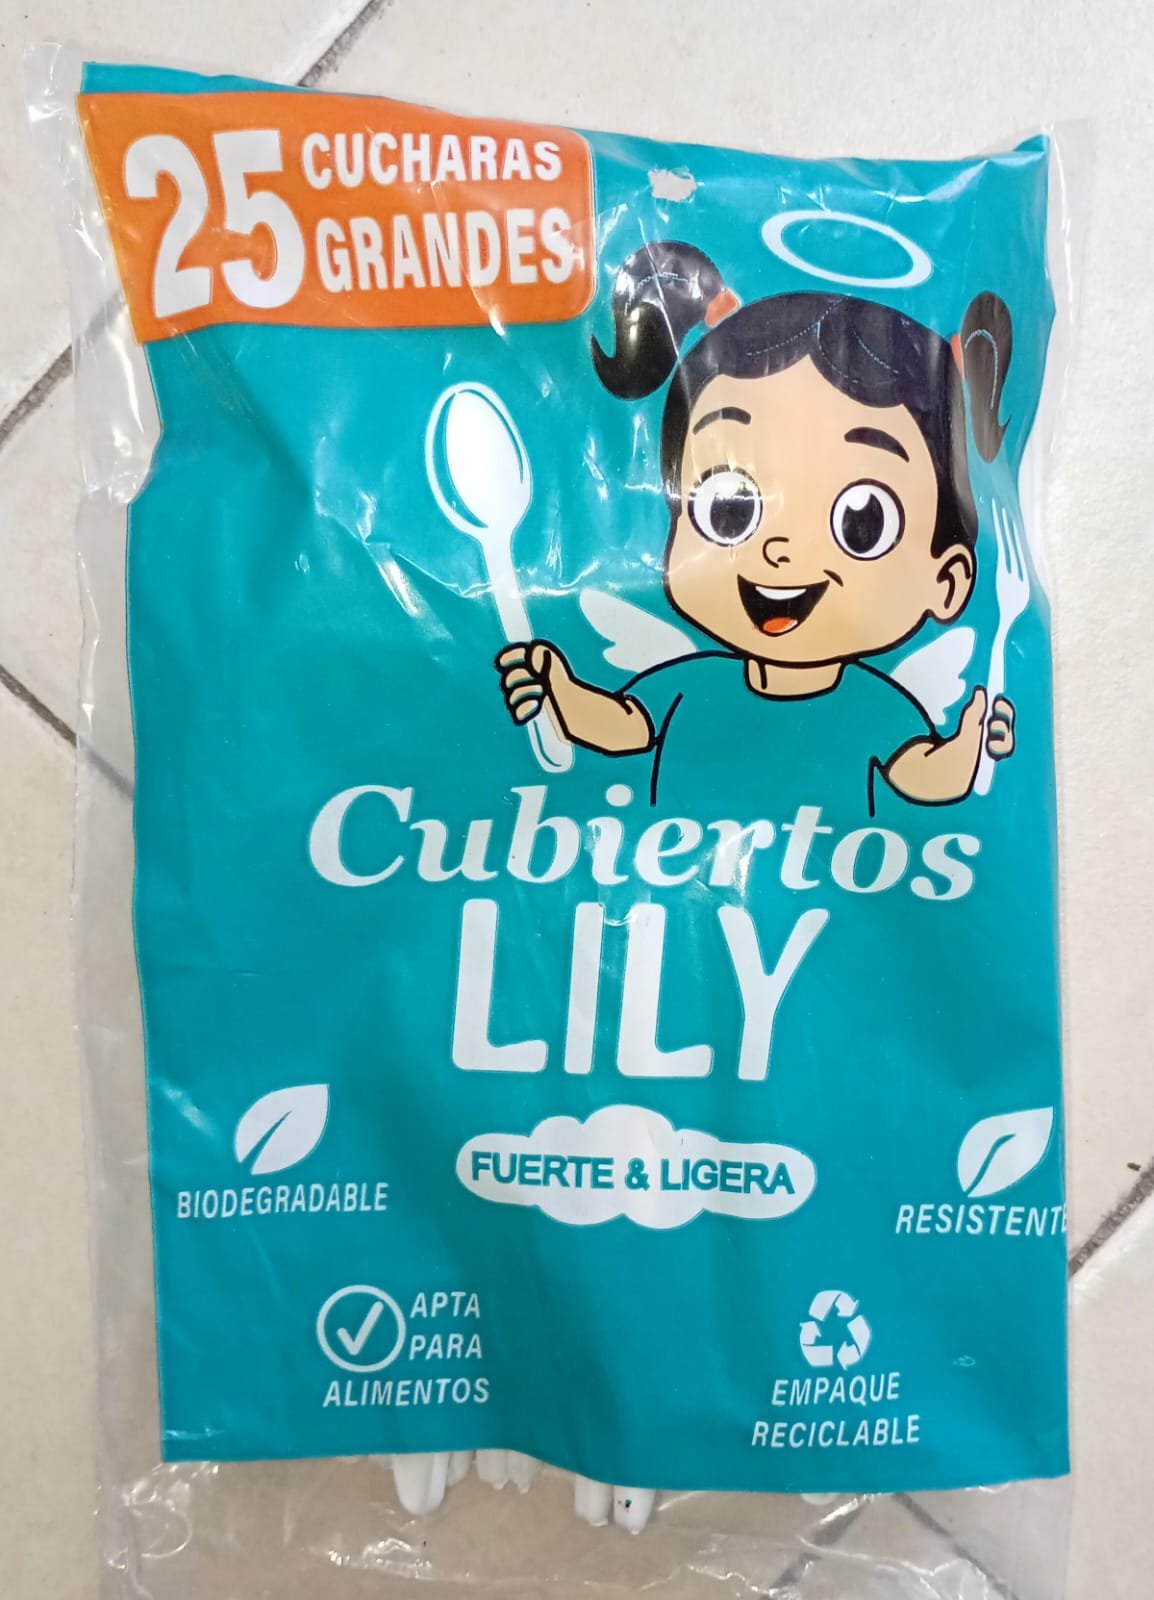 25 CUCHARAS
GRANDES
Cubiertos
LILY
FUERTE & LIGERA
BIODEGRADABLE
RESISTENTE
APTA
PARA
ALIMENTOS
EMPAQUE
RECICLABLE